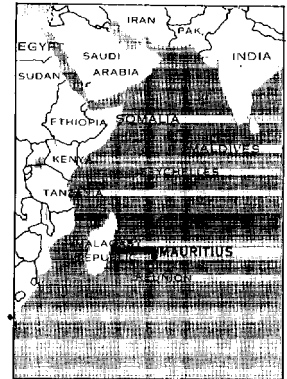 IRAN
PAK.
EGYPT
SAUDI
ARABIA
INDIA
SUDAN
ETHIOPIA
SOMALIA
MALDIVES
KENYA
SEYCHELLES
TANZANIA
MALAGASY
REPUBLIC
MAURITIUS
REUNION